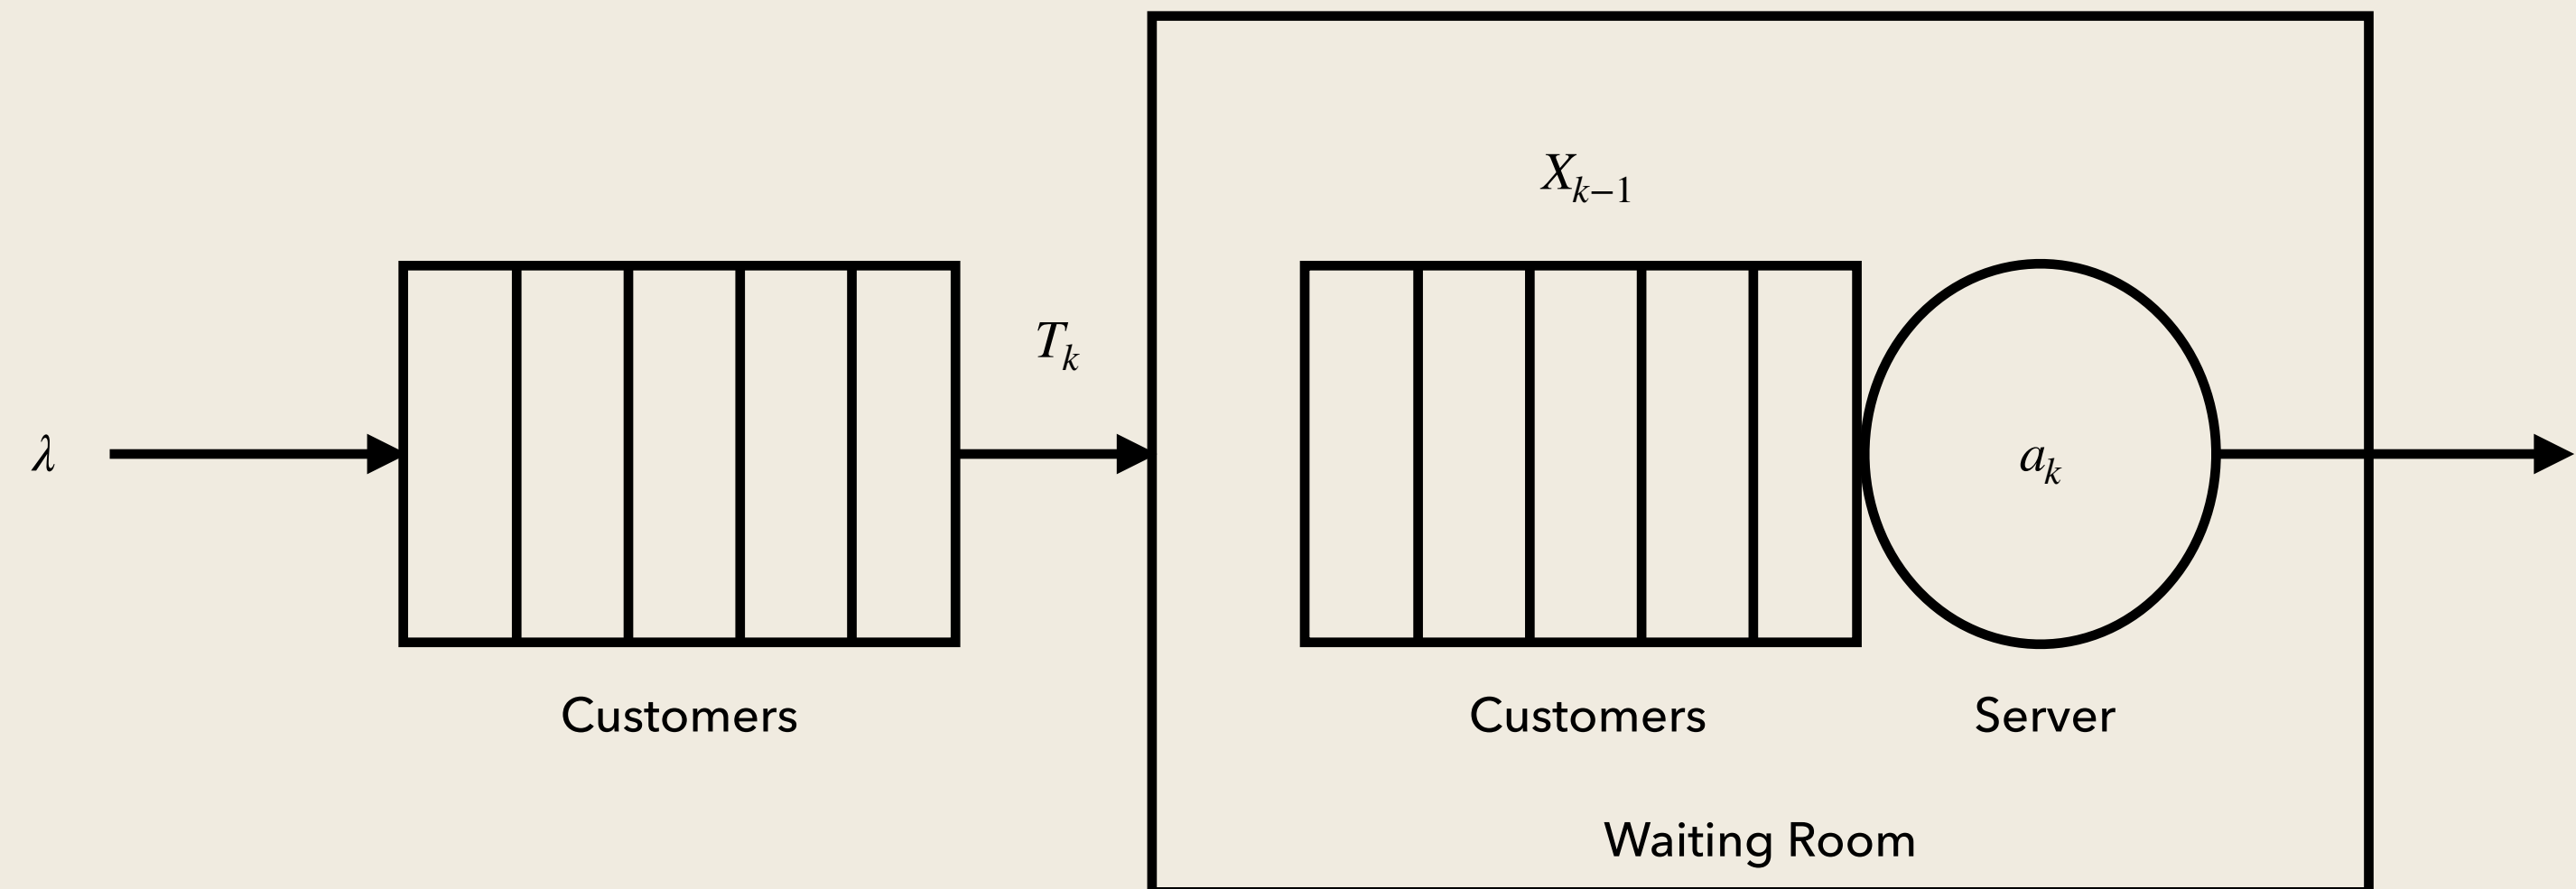 X_{k−1}
T_k
λ
a_k
Customers
Customers
Server
Waiting Room